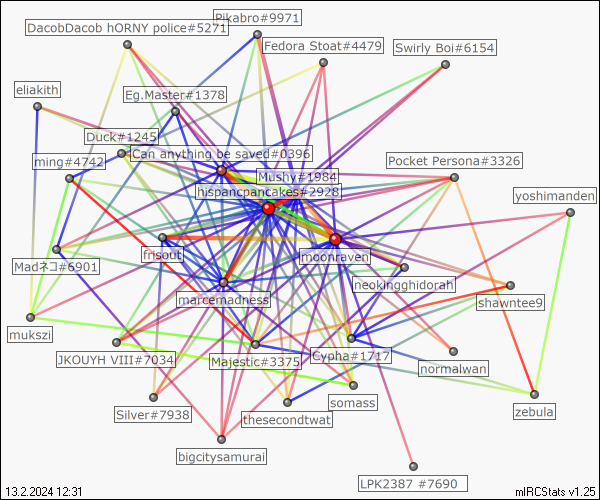 Pikabro#9971
DacobDacob hORNY police#5271
Fedora Stoat#4479
Swirly Boi#6154
eliakith
Eg.Master#1378
Duck#1245
Can anything be saved#0396
ming#4742
Pocket Persona#3326
Mushy#1984
hispancpancakes#2928
yoshimanden
frisout
moonraven
Madネコ#6901
neokingghidorah
marcemadness
shawntee9
mukszi
JKOUYH VIII#7034
Majestic#3375
Cypha#1717
normalwan
Silver#7938
somass
zebula
thesecondtwat
bigcitysamurai
LPK2387 #7690
13.2.2024 12:31
mIRCStats v1.25